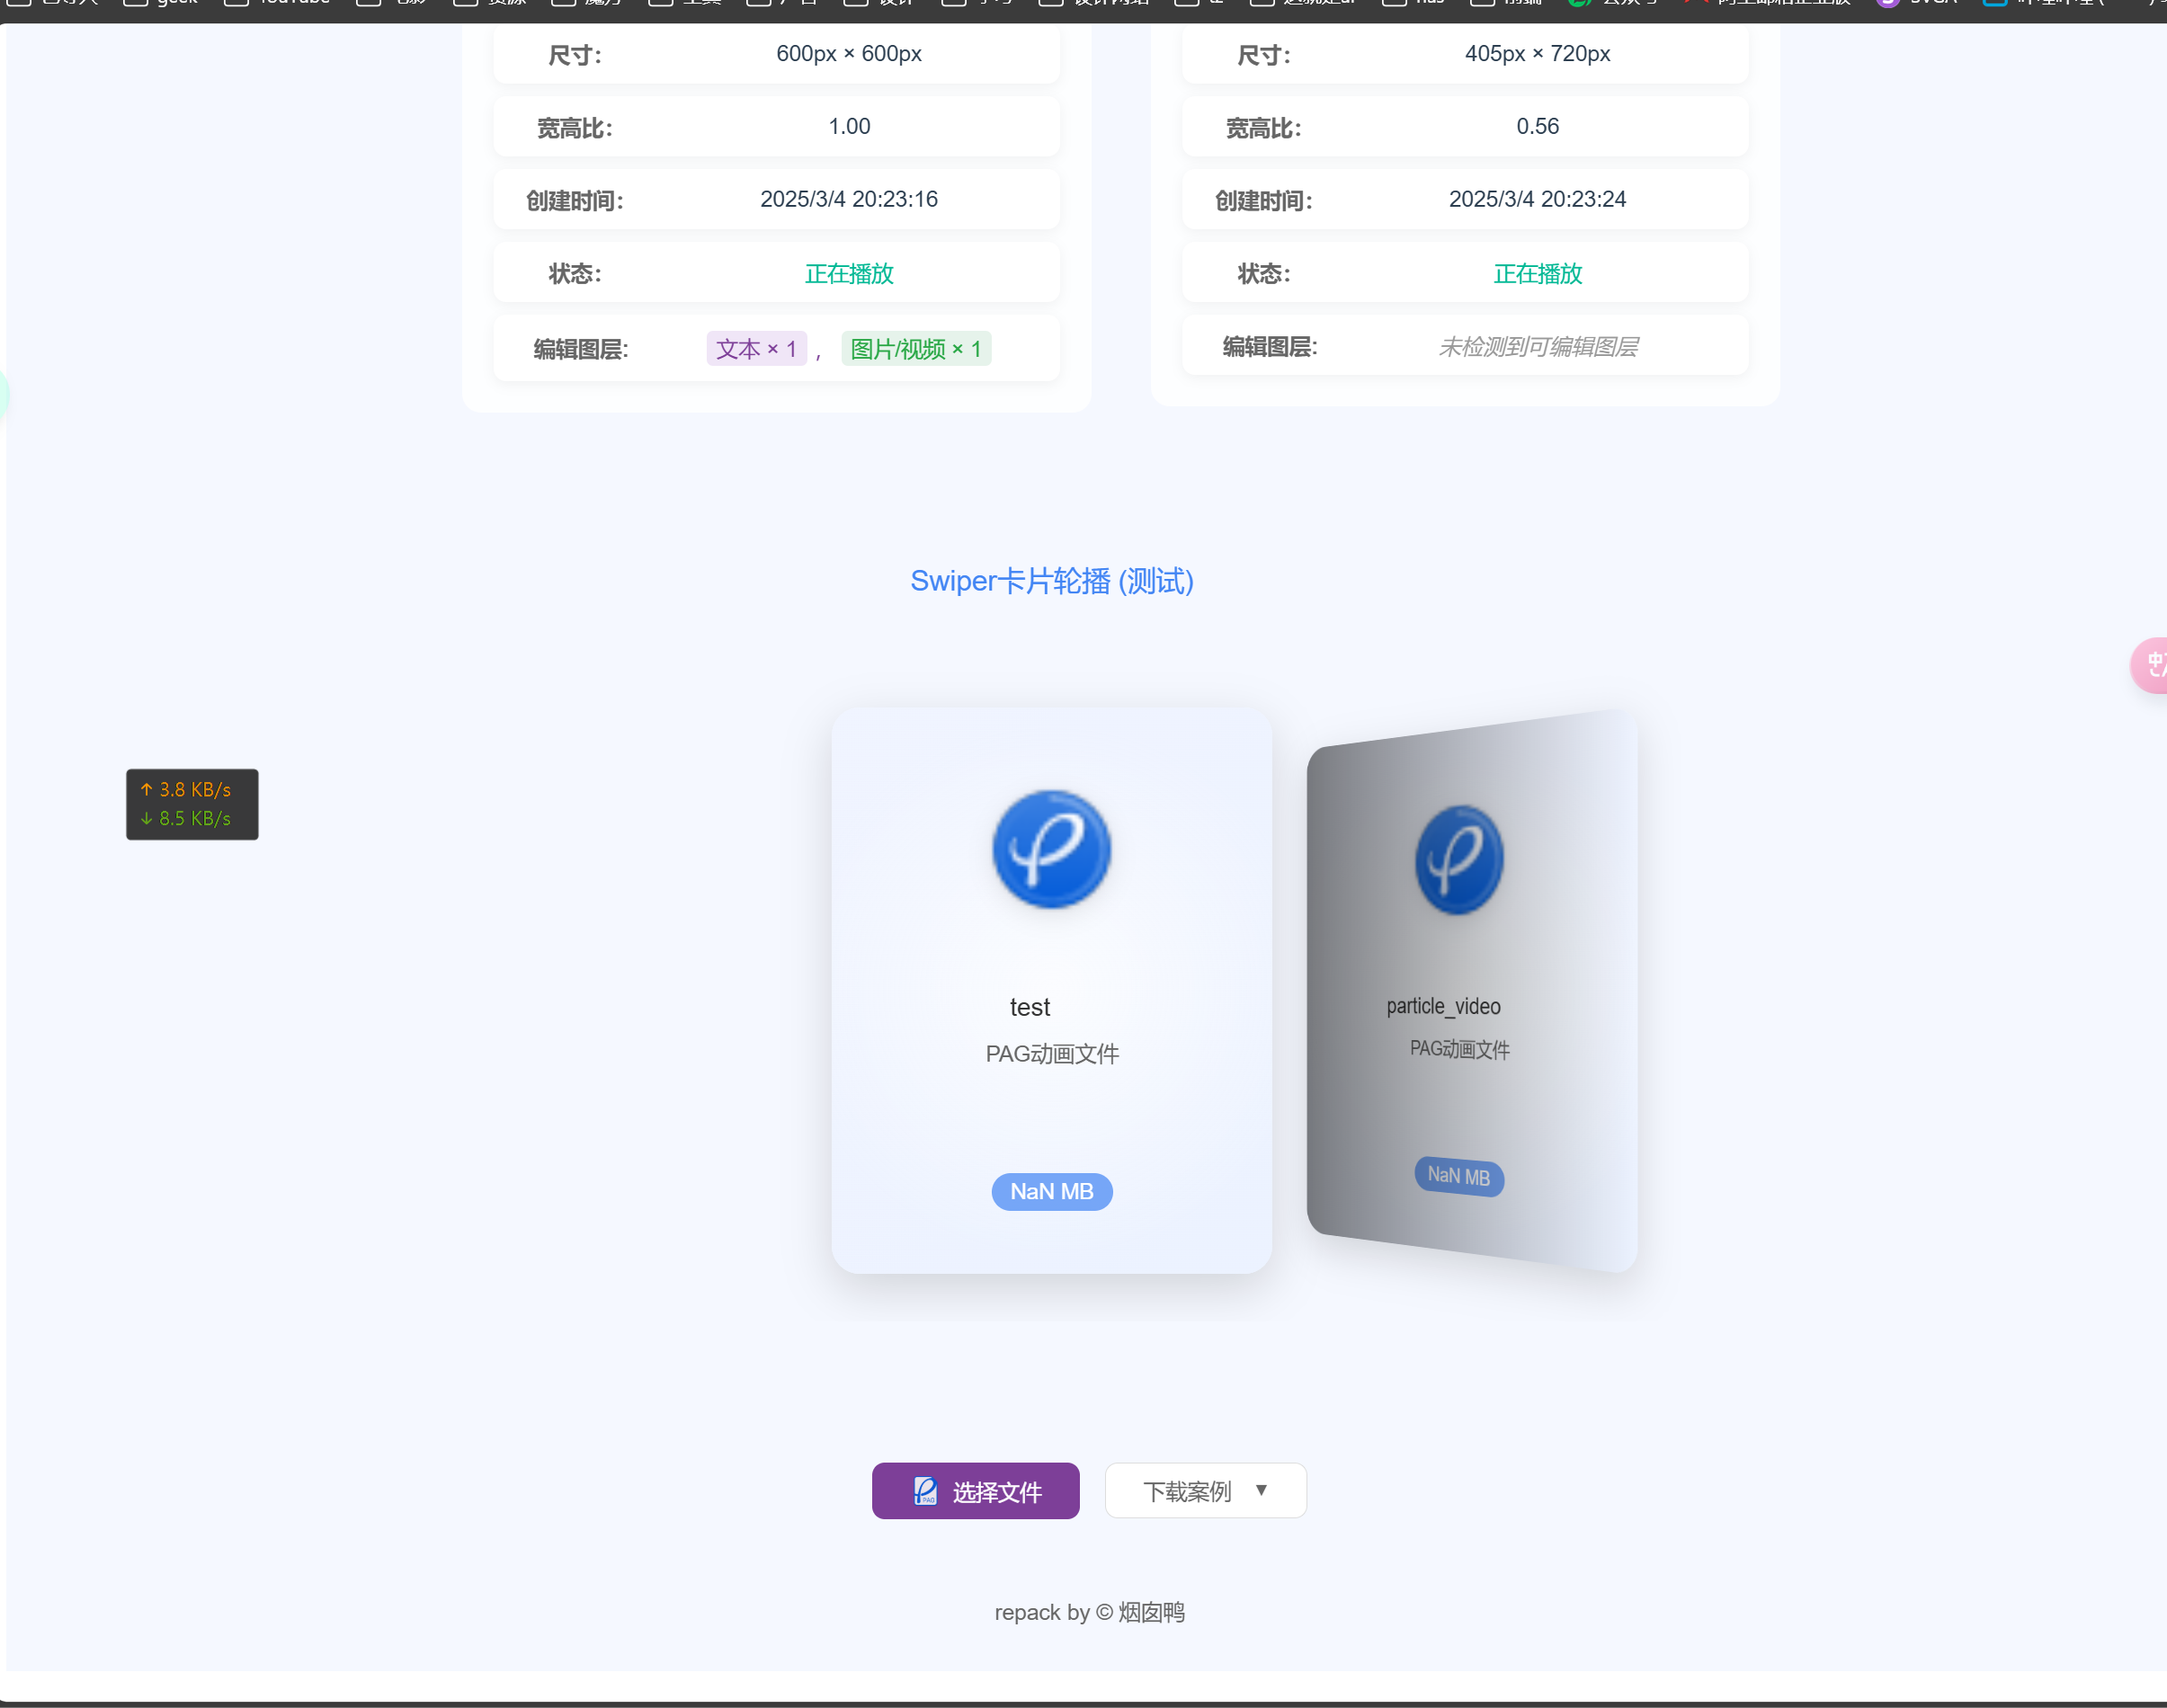 geek
YouTube
尺寸：
600px × 600px
宽高比：
1.00
创建时间：
2025/3/4 20:23:16
状态：
正在播放
编辑图层:
文本 × 1 ,
图片/视频 × 1
尺寸：
405px × 720px
宽高比：
0.56
创建时间：
2025/3/4 20:23:24
状态：
正在播放
编辑图层:
未检测到可编辑图层
Swiper卡片轮播 (测试)
↑ 3.8 KB/s
↓ 8.5 KB/s
test
PAG动画文件
NaN MB
particle_video
PAG动画文件
NaN MB
PAG
选择文件
下载案例 ▼
repack by © 烟囱鸭